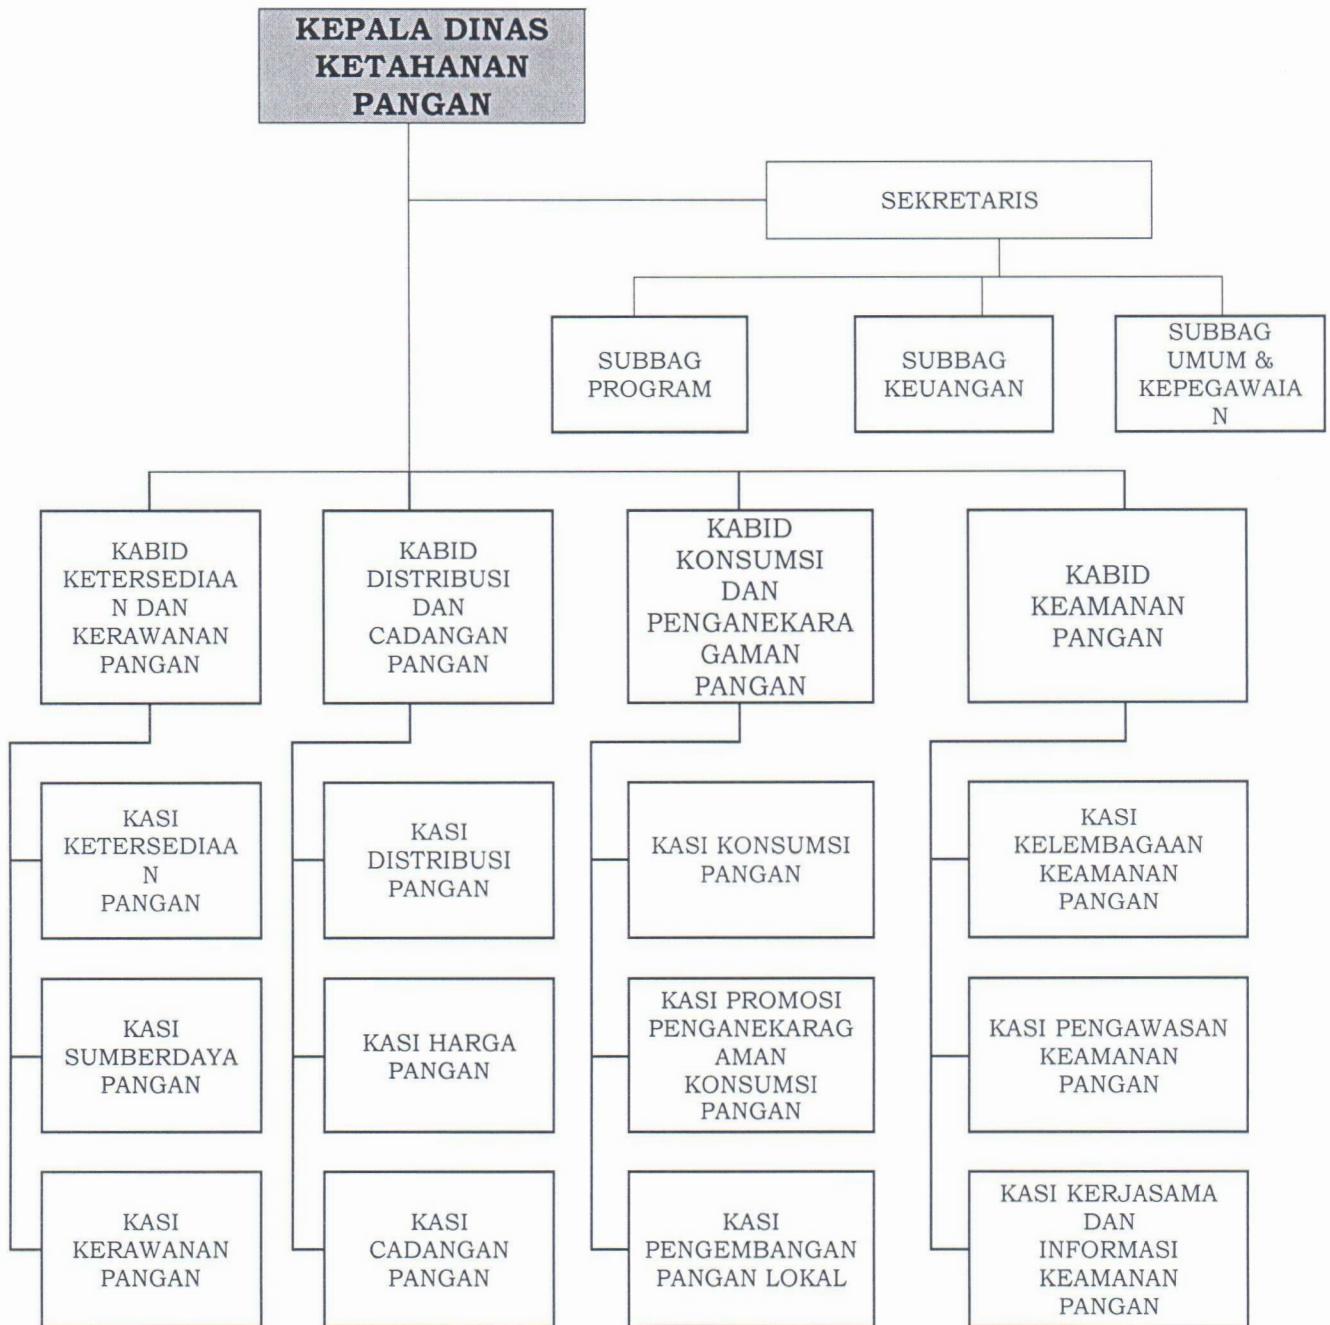 KEPALA DINAS
KETAHANAN
PANGAN
SEKRETARIS
SUBBAG
PROGRAM
SUBBAG
KEUANGAN
SUBBAG
UMUM &
KEPEGAWAIA
N
KABID
KETERSEDIAA
N DAN
KERAWANAN
PANGAN
KABID
DISTRIBUSI
DAN
CADANGAN
PANGAN
KABID
KONSUMSI
DAN
PENGANEKARA
GAMAN
PANGAN
KABID
KEAMANAN
PANGAN
KASI
KETERSEDIAA
N
PANGAN
KASI
DISTRIBUSI
PANGAN
KASI KONSUMSI
PANGAN
KASI
KELEMBAGAAN
KEAMANAN
PANGAN
KASI
SUMBERDAYA
PANGAN
KASI HARGA
PANGAN
KASI PROMOSI
PENGANEKARAG
AMAN
KONSUMSI
PANGAN
KASI PENGAWASAN
KEAMANAN
PANGAN
KASI
KERAWANAN
PANGAN
KASI
CADANGAN
PANGAN
KASI
PENGEMBANGAN
PANGAN LOKAL
KASI KERJASAMA
DAN
INFORMASI
KEAMANAN
PANGAN